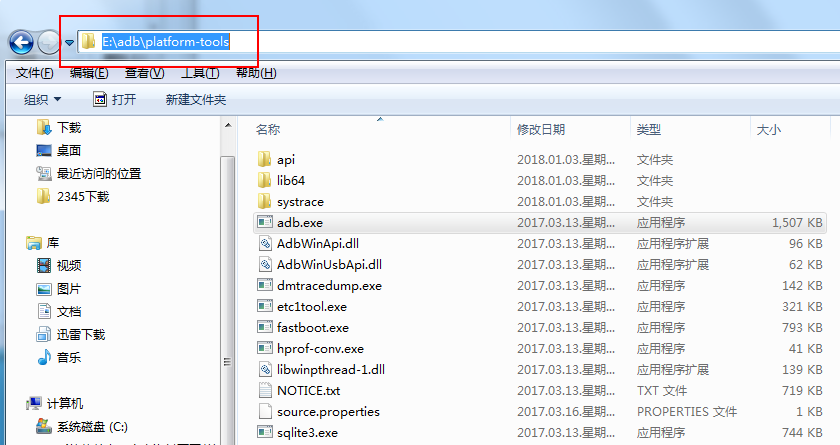 E:\adb\platform-tools
文件(F) 编辑(E) 查看(V) 工具(T) 帮助(H)
组织 打开 新建文件夹
下载
桌面
最近访问的位置
2345下载
库
视频
图片
文档
迅雷下载
音乐
计算机
系统磁盘 (C:)
名称 修改日期 类型 大小
api 2018.01.03.星期... 文件夹
lib64 2018.01.03.星期... 文件夹
systrace 2018.01.03.星期... 文件夹
adb.exe 2017.03.13.星期... 应用程序 1,507 KB
AdbWinApi.dll 2017.03.13.星期... 应用程序扩展 96 KB
AdbWinUsbApi.dll 2017.03.13.星期... 应用程序扩展 62 KB
dmtracedump.exe 2017.03.13.星期... 应用程序 142 KB
etc1tool.exe 2017.03.13.星期... 应用程序 321 KB
fastboot.exe 2017.03.13.星期... 应用程序 793 KB
hprof-conv.exe 2017.03.13.星期... 应用程序 41 KB
libwinpthread-1.dll 2017.03.13.星期... 应用程序扩展 139 KB
NOTICE.txt 2017.03.13.星期... TXT 文件 719 KB
source.properties 2017.03.16.星期... PROPERTIES 文件 1 KB
sqlite3.exe 2017.03.13.星期... 应用程序 744 KB